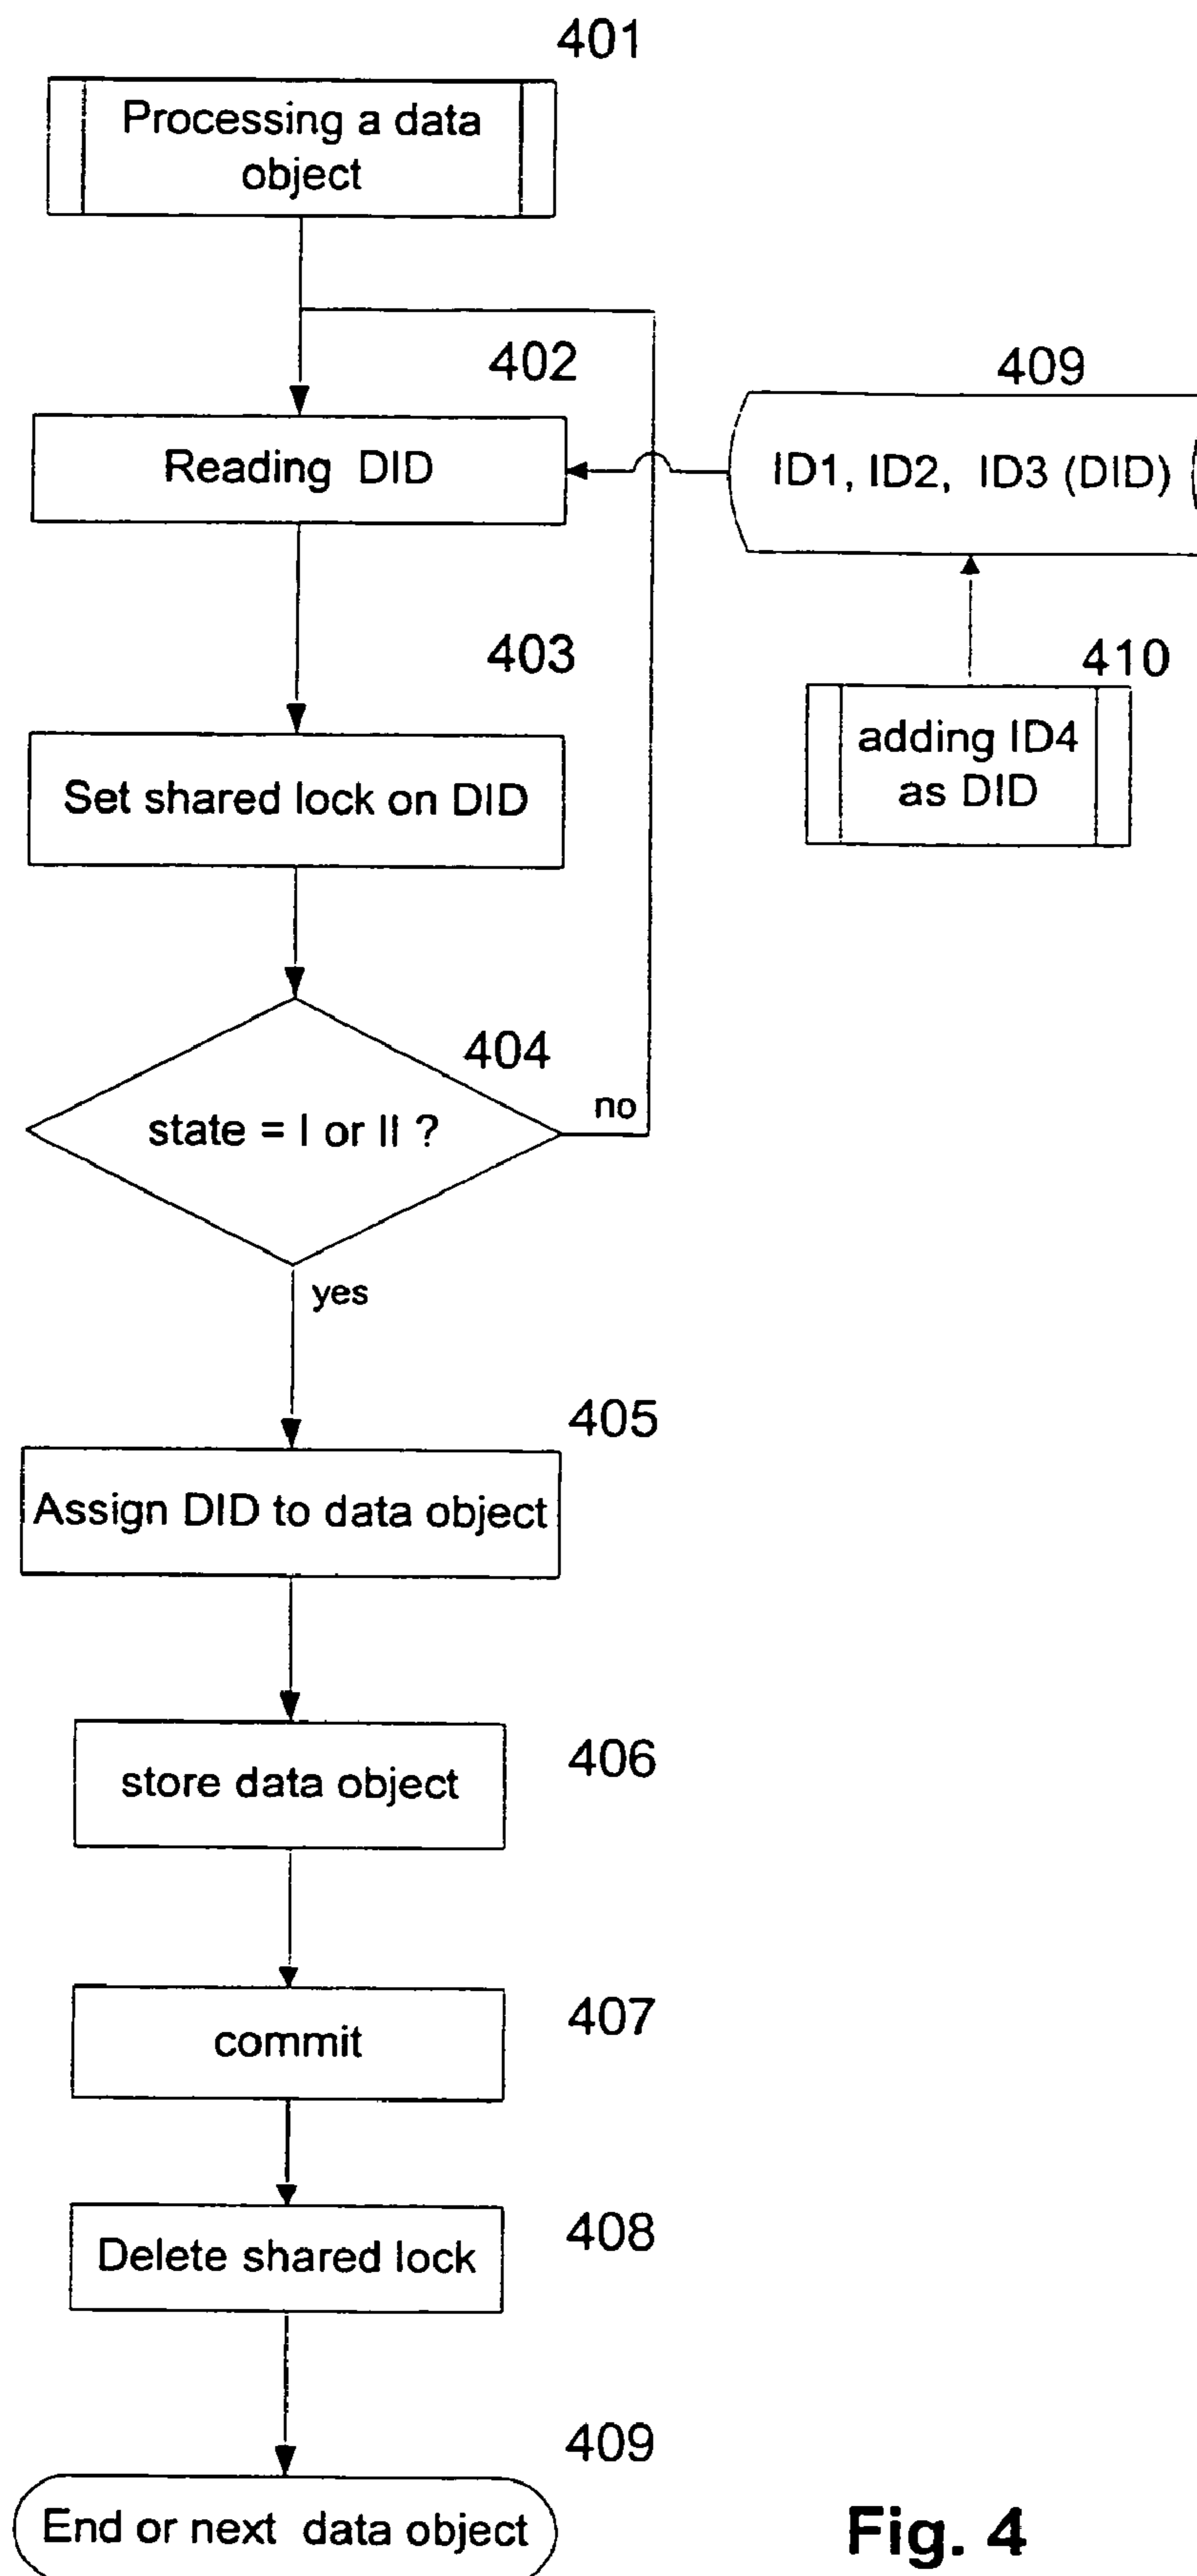 401
Processing a data
object
402
Reading DID
409
ID1, ID2, ID3 (DID)
403
Set shared lock on DID
410
adding ID4
as DID
404
state = I or II ?
no
yes
405
Assign DID to data object
406
store data object
407
commit
408
Delete shared lock
409
End or next data object
Fig. 4